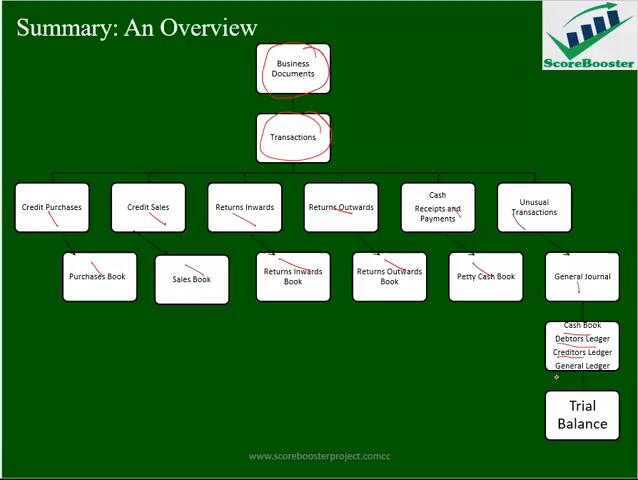 Summary: An Overview
ScoreBooster
Business
Documents
Transactions
Credit Purchases
Credit Sales
Returns Inwards
Returns Outwards
Cash
Receipts and
Payments
Unusual
Transactions
Purchases Book
Sales Book
Returns Inwards
Book
Returns Outwards
Book
Petty Cash Book
General Journal
Cash Book
Debtors Ledger
Creditors Ledger
General Ledger
Trial
Balance
www.scoreboosterproject.comcc